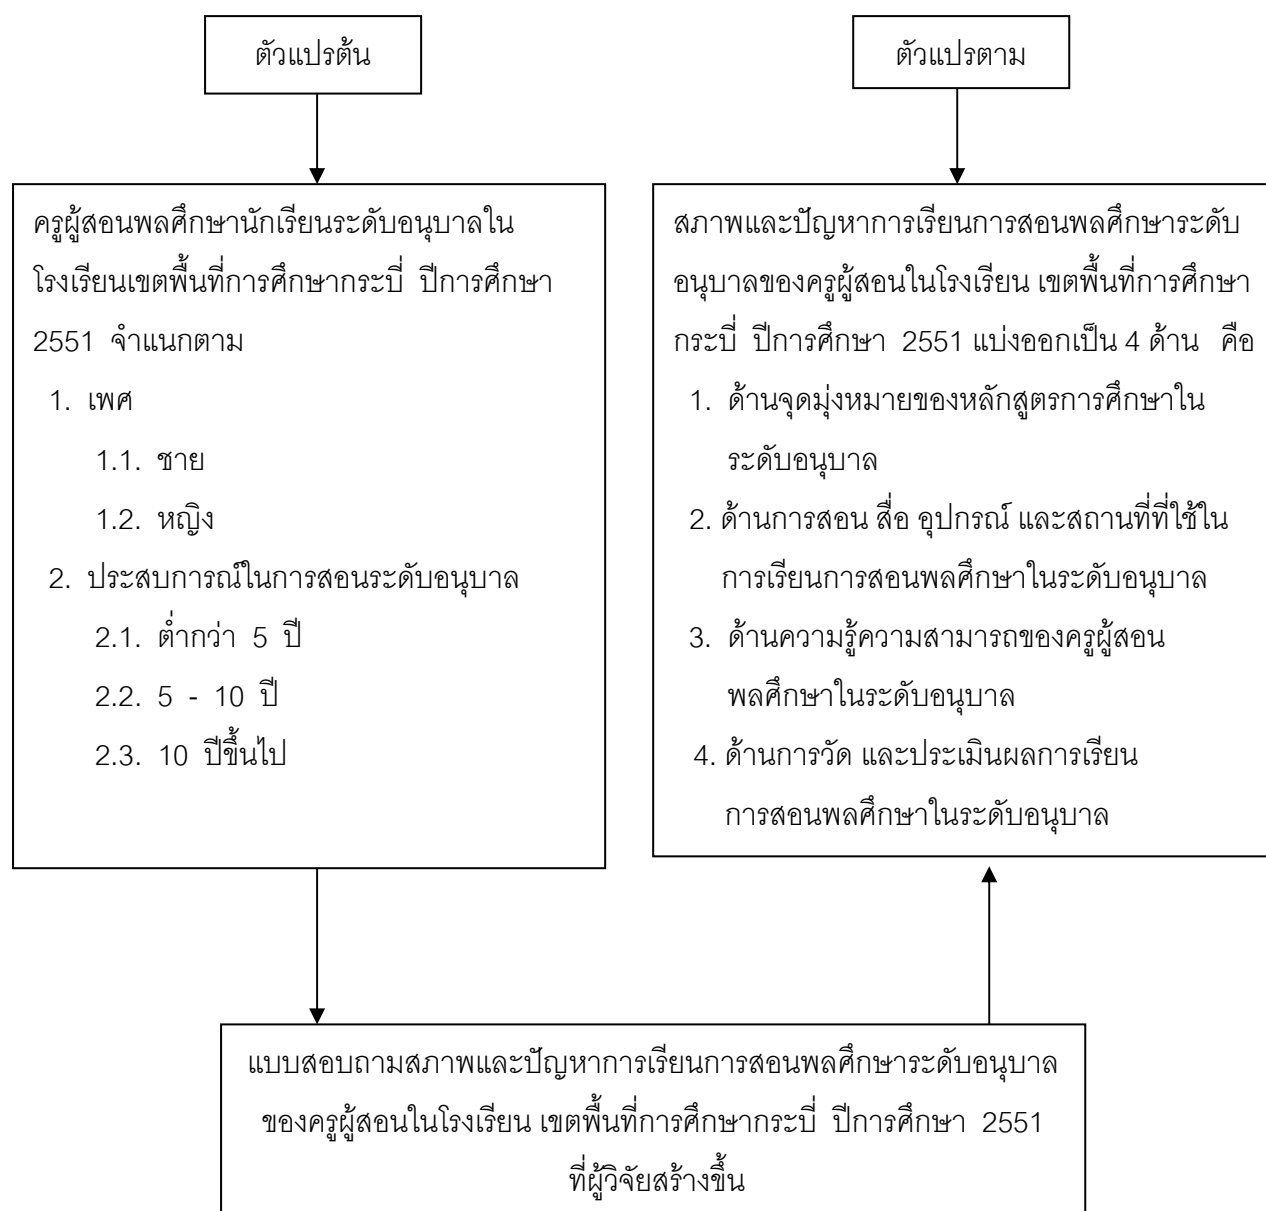 ตัวแปรต้น
ตัวแปรตาม
ครูผู้สอนพลศึกษานักเรียนระดับอนุบาลใน
โรงเรียนเขตพื้นที่การศึกษากระบี่ ปีการศึกษา
2551 จำแนกตาม
1. เพศ
1.1. ชาย
1.2. หญิง
2. ประสบการณ์ในการสอนระดับอนุบาล
2.1. ต่ำกว่า 5 ปี
2.2. 5 - 10 ปี
2.3. 10 ปีขึ้นไป
สภาพและปัญหาการเรียนการสอนพลศึกษาระดับ
อนุบาลของครูผู้สอนในโรงเรียน เขตพื้นที่การศึกษา
กระบี่ ปีการศึกษา 2551 แบ่งออกเป็น 4 ด้าน คือ
1. ด้านจุดมุ่งหมายของหลักสูตรการศึกษาใน
ระดับอนุบาล
2. ด้านการสอน สื่อ อุปกรณ์ และสถานที่ที่ใช้ใน
การเรียนการสอนพลศึกษาในระดับอนุบาล
3. ด้านความรู้ความสามารถของครูผู้สอน
พลศึกษาในระดับอนุบาล
4. ด้านการวัด และประเมินผลการเรียน
การสอนพลศึกษาในระดับอนุบาล
แบบสอบถามสภาพและปัญหาการเรียนการสอนพลศึกษาระดับอนุบาล
ของครูผู้สอนในโรงเรียน เขตพื้นที่การศึกษากระบี่ ปีการศึกษา 2551
ที่ผู้วิจัยสร้างขึ้น